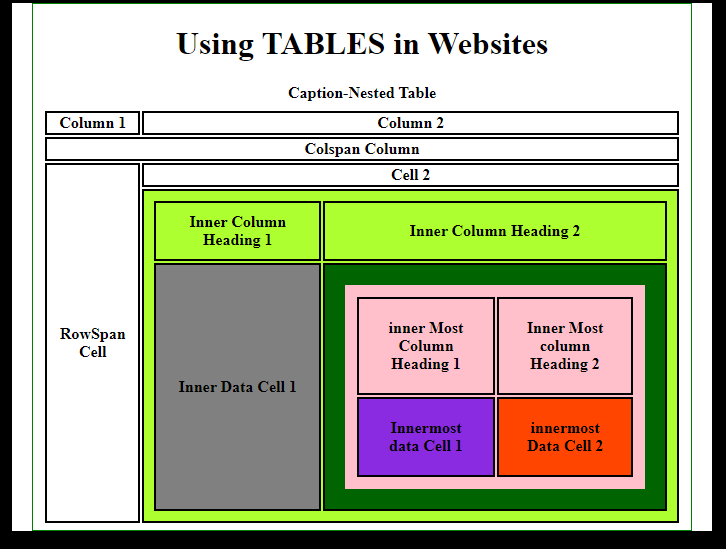 Using TABLES in Websites
Caption-Nested Table
Column 1
Column 2
Colspan Column
RowSpan
Cell
Cell 2
Inner Column
Heading 1
Inner Column Heading 2
Inner Data Cell 1
inner Most
Column
Heading 1
Inner Most
column
Heading 2
Innermost
data Cell 1
innermost
Data Cell 2